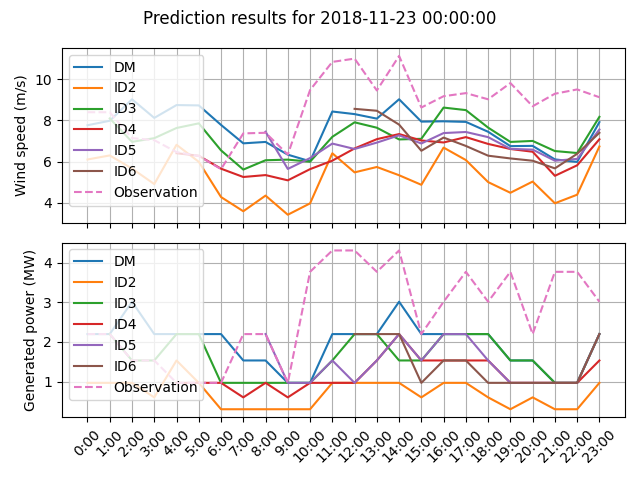 Prediction results for 2018-11-23 00:00:00
Wind speed (m/s)
10
8
6
4
DM
ID2
ID3
ID4
ID5
ID6
Observation
Generated power (MW)
4
3
2
1
DM
ID2
ID3
ID4
ID5
ID6
Observation
0:00 1:00 2:00 3:00 4:00 5:00 6:00 7:00 8:00 9:00 10:00 11:00 12:00 13:00 14:00 15:00 16:00 17:00 18:00 19:00 20:00 21:00 22:00 23:00